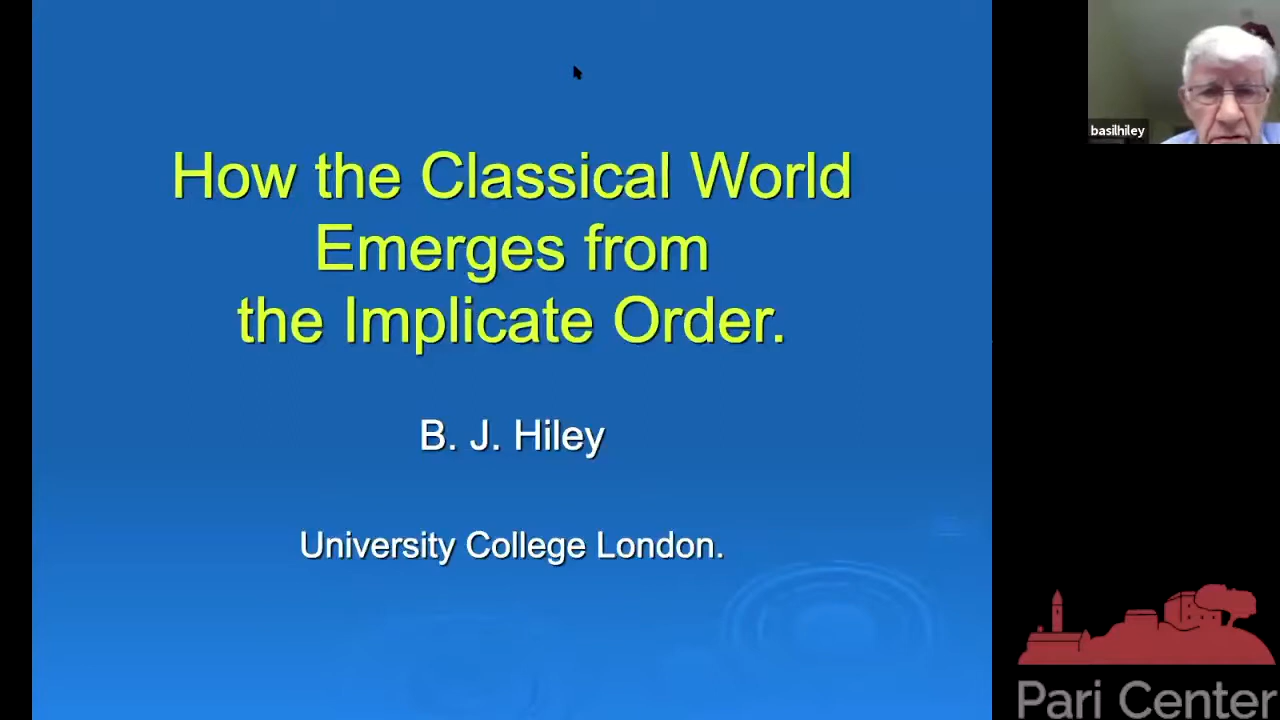 How the Classical World
Emerges from
the Implicate Order.
B. J. Hiley
University College London.
basilhiley
Pari Center